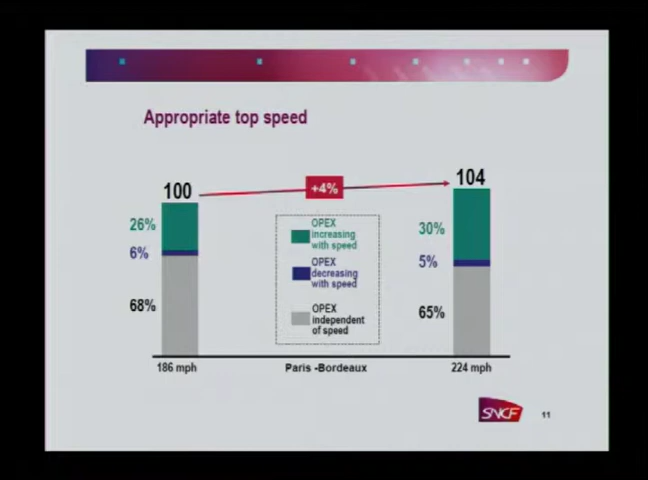 Appropriate top speed
100
+4%
104
26%
6%
68%
OPEX
increasing
with speed
OPEX
decreasing
with speed
OPEX
independent
of speed
30%
5%
65%
186 mph
Paris -Bordeaux
224 mph
SNCF
11